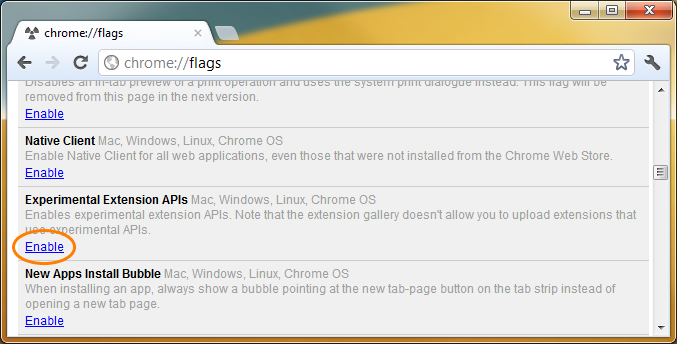 chrome://flags
chrome://flags
Disables an in-tab preview of a print operation and uses the system print dialogue instead. This flag will be
removed from this page in the next version.
Enable
Native Client Mac, Windows, Linux, Chrome OS
Enable Native Client for all web applications, even those that were not installed from the Chrome Web Store.
Enable
Experimental Extension APIs Mac, Windows, Linux, Chrome OS
Enables experimental extension APIs. Note that the extension gallery doesn't allow you to upload extensions that
use experimental APIs.
Enable
New Apps Install Bubble Mac, Windows, Linux, Chrome OS
When installing an app, always show a bubble pointing at the new tab-page button on the tab strip instead of
opening a new tab page.
Enable